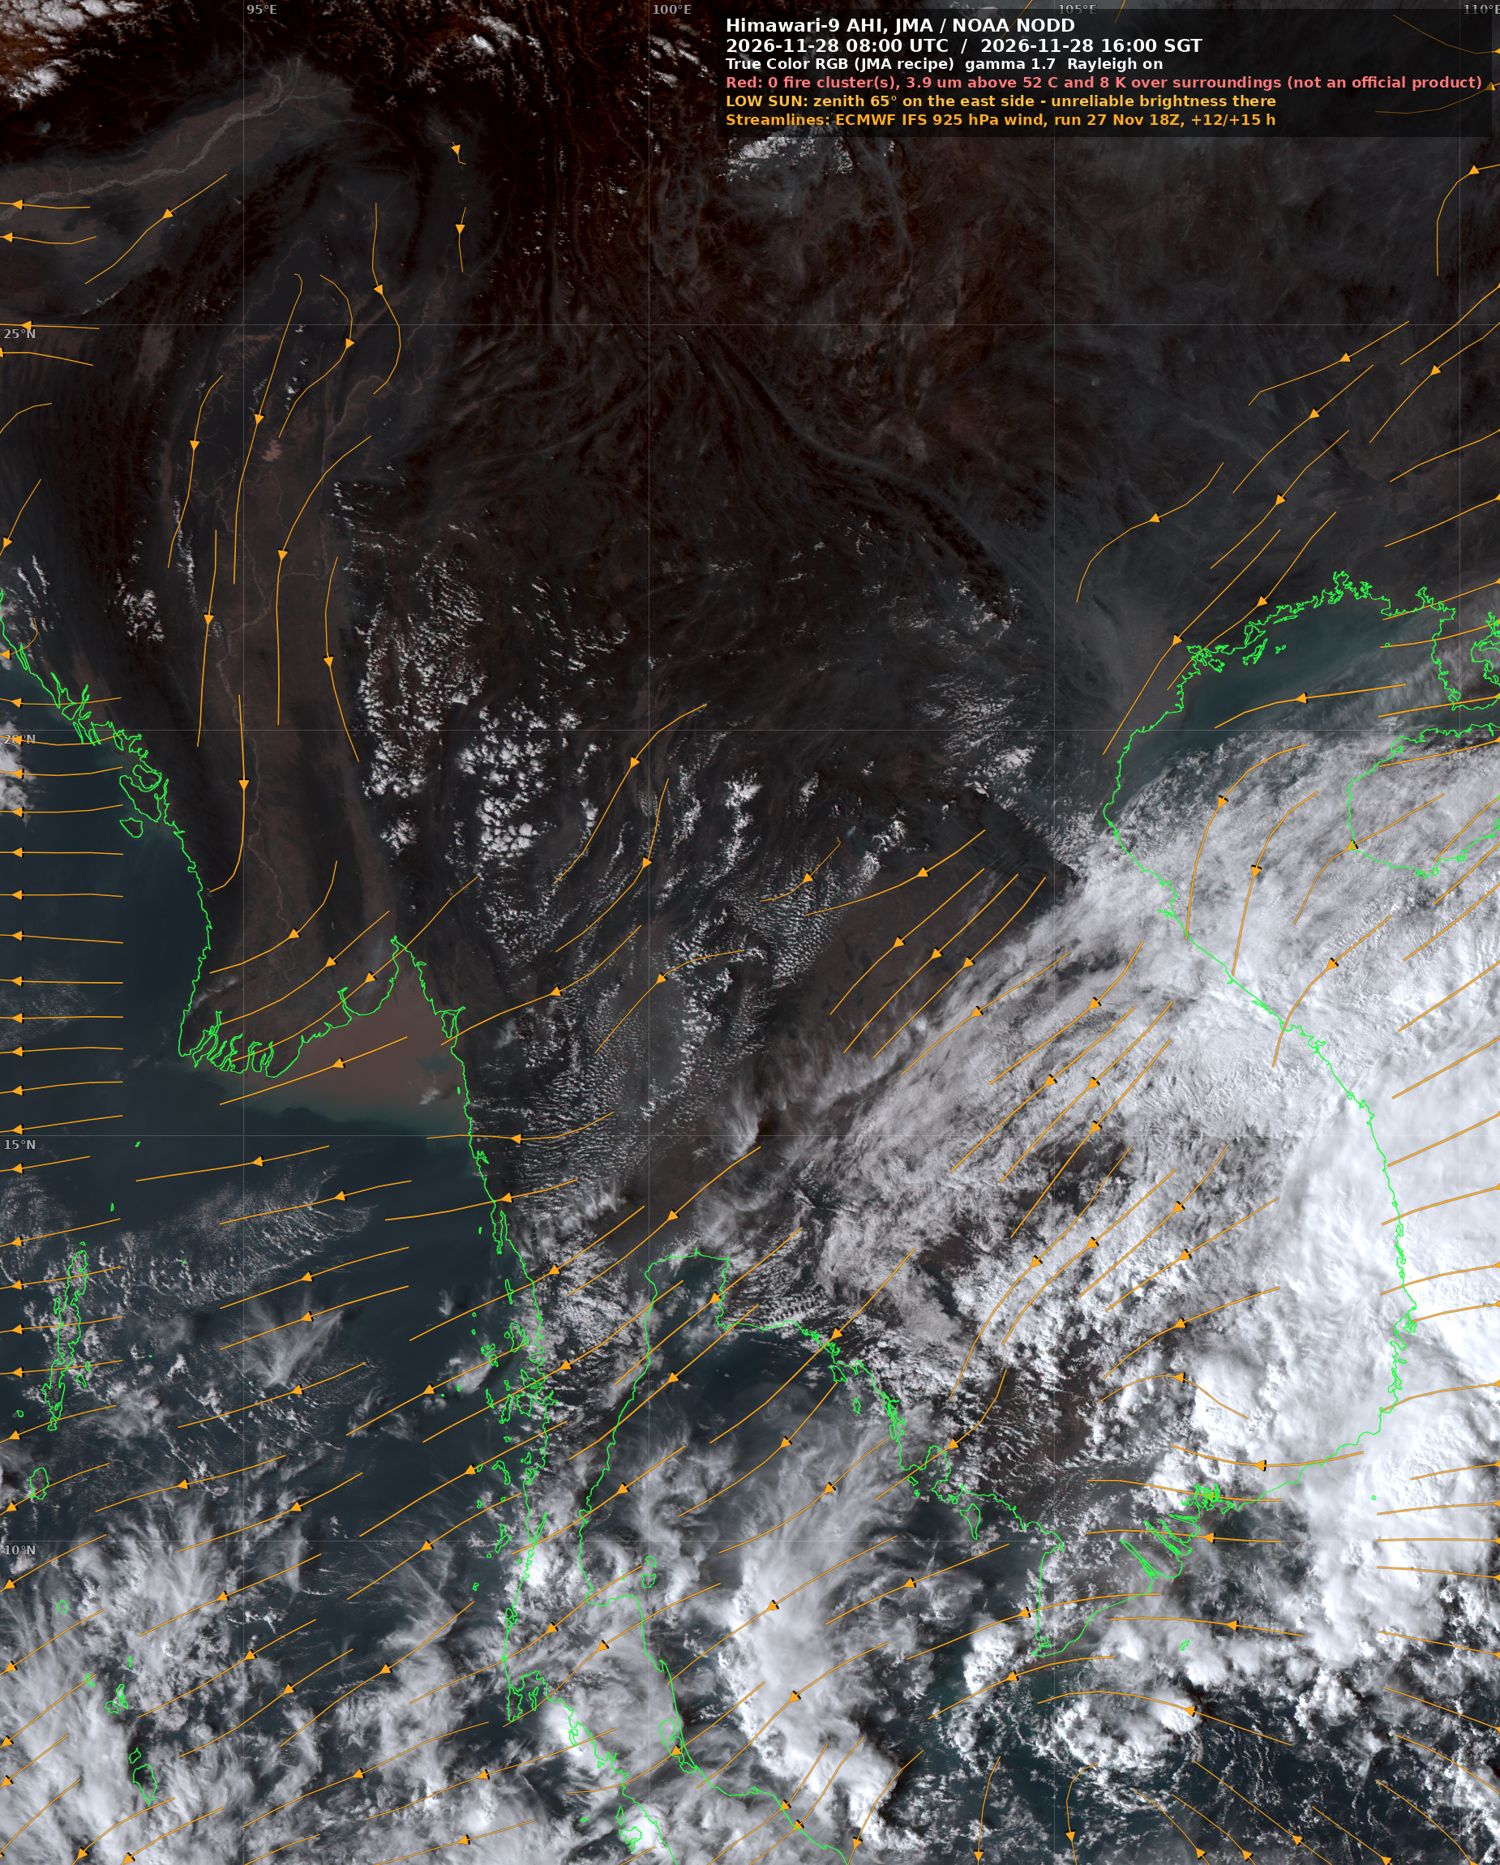 95°E 100°E 105°E 110°E
Himawari-9 AHI, JMA / NOAA NODD
2026-11-28 08:00 UTC / 2026-11-28 16:00 SGT
True Color RGB (JMA recipe) gamma 1.7 Rayleigh on
Red: 0 fire cluster(s), 3.9 um above 52 C and 8 K over surroundings (not an official product)
LOW SUN: zenith 65° on the east side - unreliable brightness there
Streamlines: ECMWF IFS 925 hPa wind, run 27 Nov 18Z, +12/+15 h
25°N
20°N
15°N
10°N